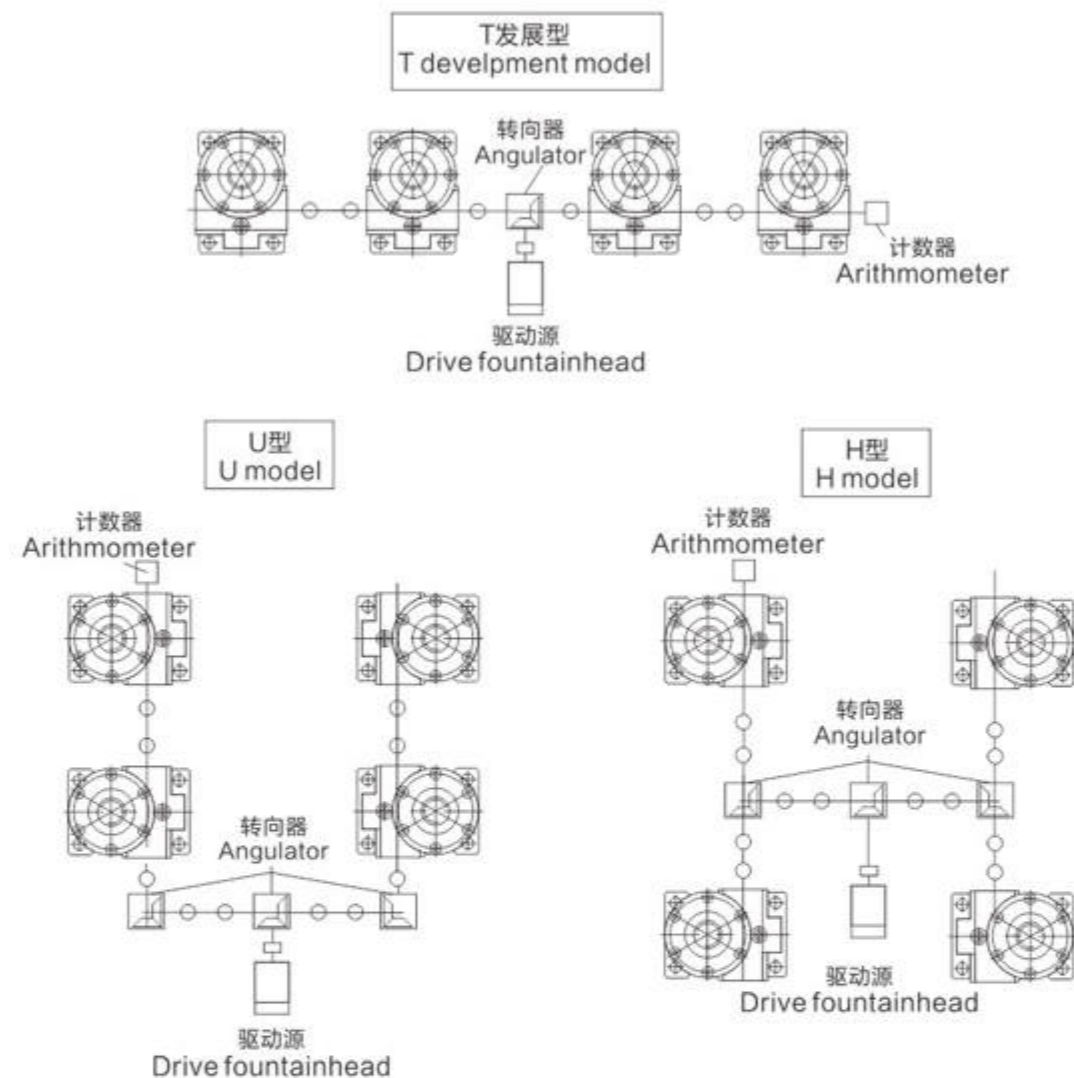 T发展型
T develpment model
转向器
Angulator
计数器
Arithmometer
驱动源
Drive fountainhead
U型
U model
计数器
Arithmometer
转向器
Angulator
驱动源
Drive fountainhead
H型
H model
计数器
Arithmometer
转向器
Angulator
驱动源
Drive fountainhead